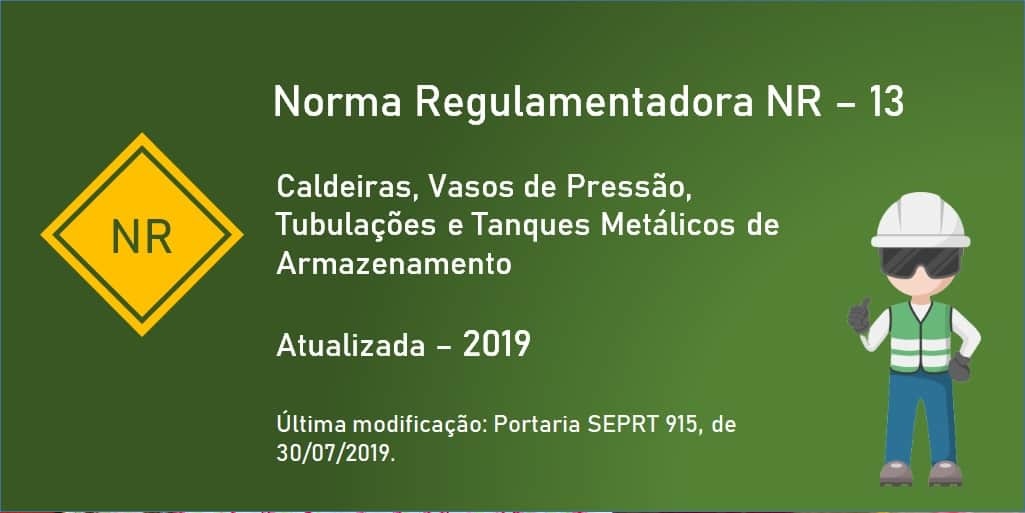 Norma Regulamentadora NR – 13
NR
Caldeiras, Vasos de Pressão,
Tubulações e Tanques Metálicos de
Armazenamento
Atualizada – 2019
Última modificação: Portaria SEPRT 915, de
30/07/2019.